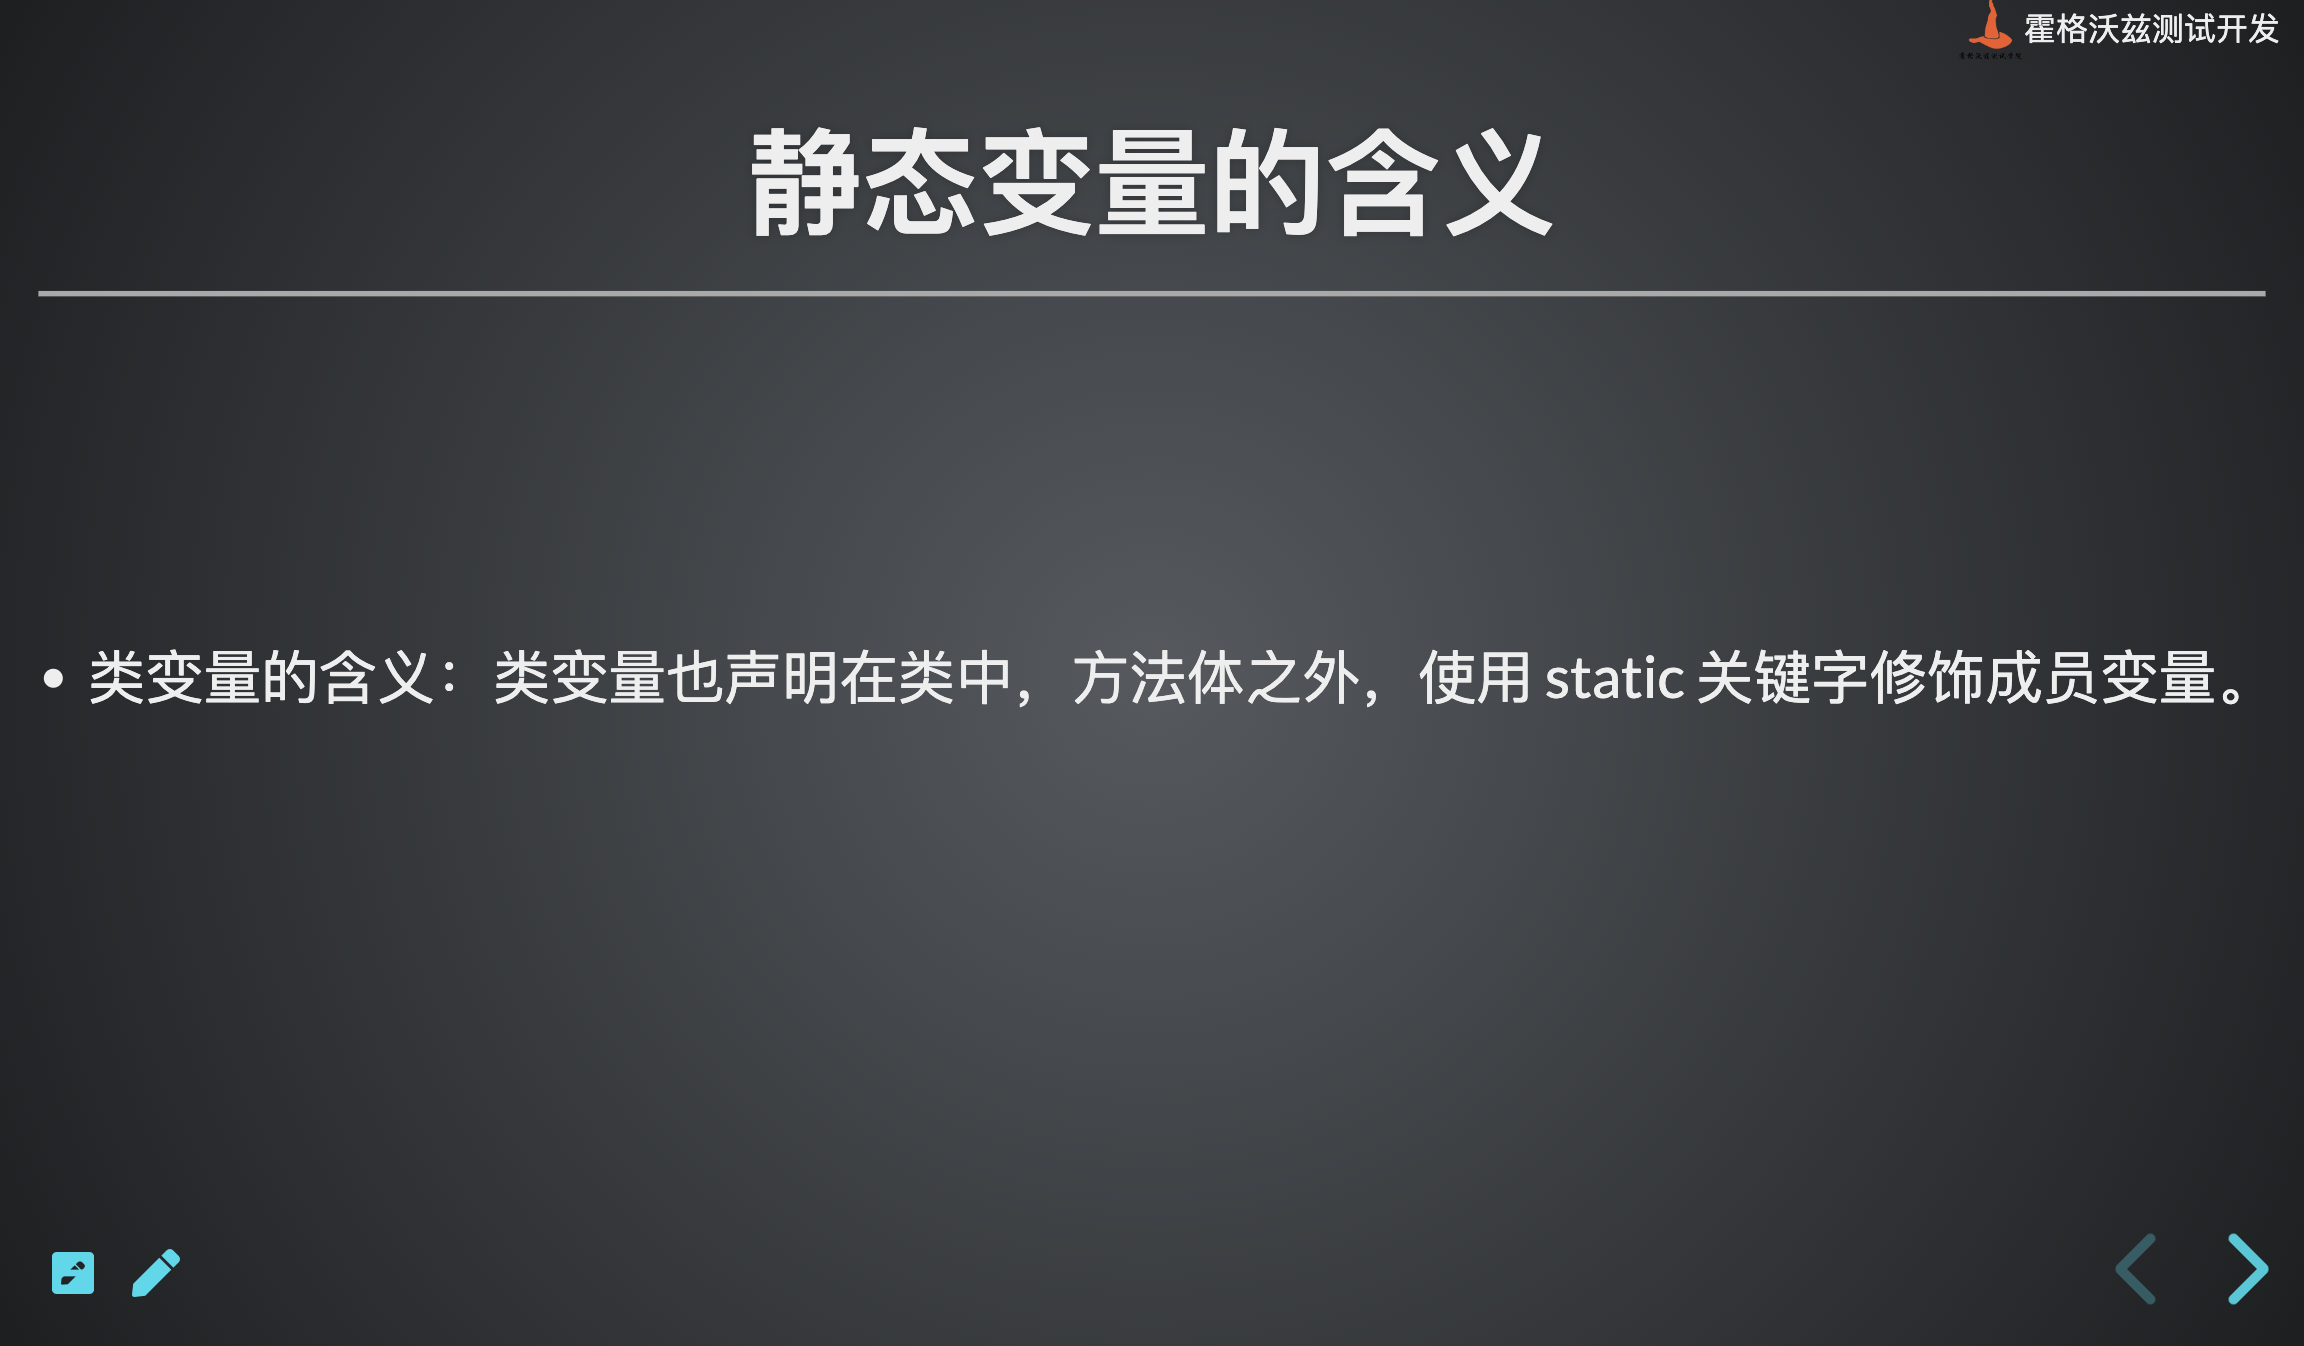 霍格沃兹测试开发
静态变量的含义
• 类变量的含义：类变量也声明在类中，方法体之外，使用 static 关键字修饰成员变量。